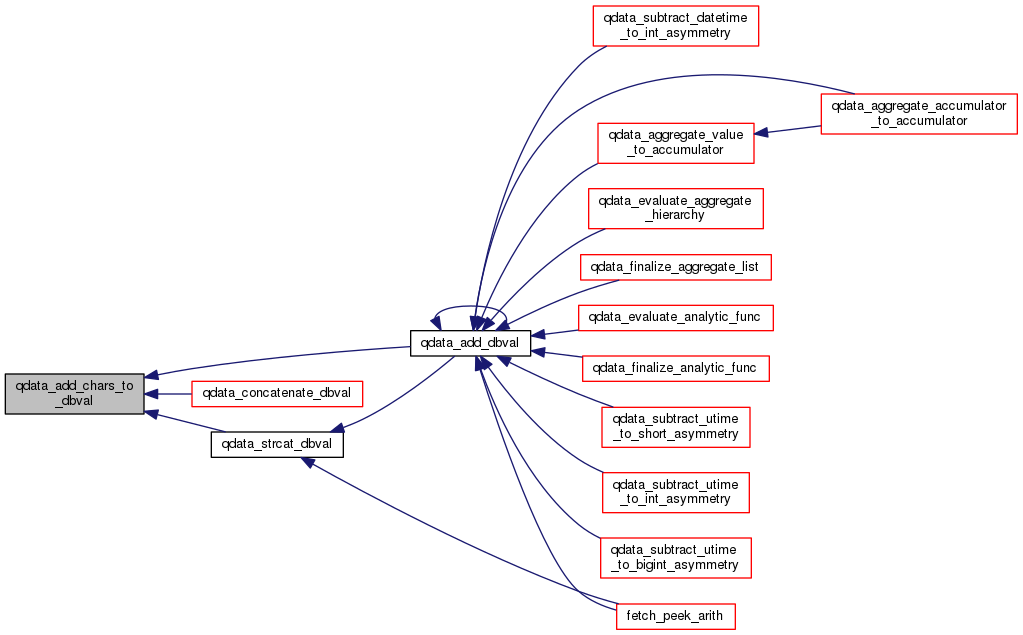 qdata_subtract_datetime
_to_int_asymmetry
qdata_aggregate_accumulator
_to_accumulator
qdata_aggregate_value
_to_accumulator
qdata_evaluate_aggregate
_hierarchy
qdata_finalize_aggregate_list
qdata_evaluate_analytic_func
qdata_add_dbval
qdata_finalize_analytic_func
qdata_add_chars_to
_dbval
qdata_concatenate_dbval
qdata_subtract_utime
_to_short_asymmetry
qdata_strcat_dbval
qdata_subtract_utime
_to_int_asymmetry
qdata_subtract_utime
_to_bigint_asymmetry
fetch_peek_arith